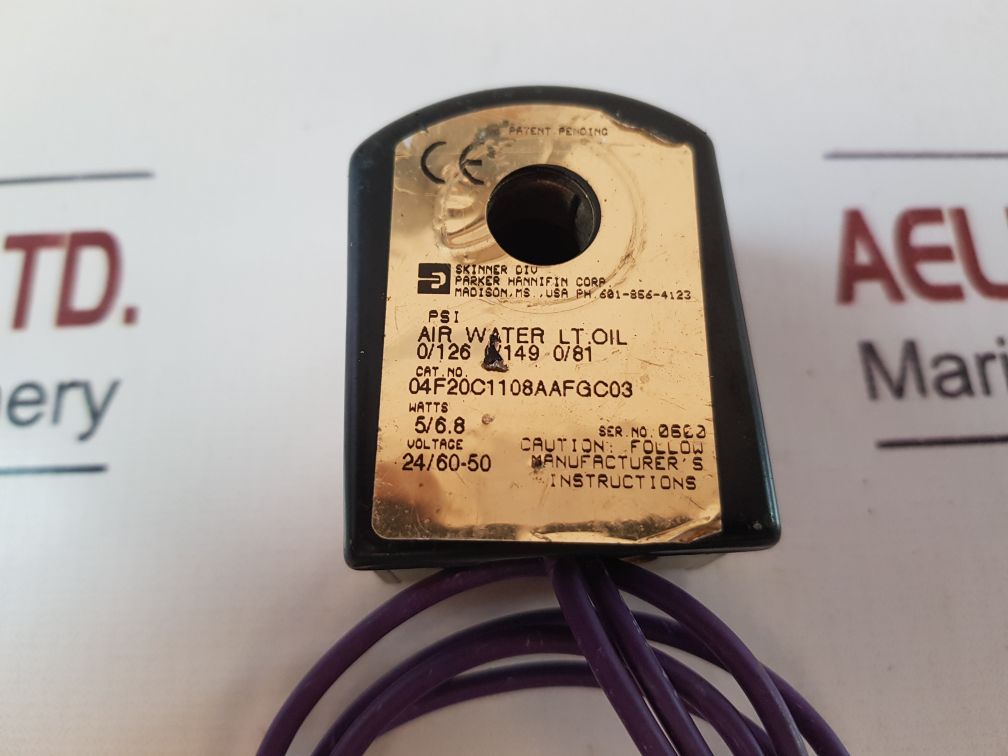 PATENT PENDING
CE
SKINNER DIV
PARKER HANNIFIN CORP.
MADISON, MS., USA PH. 601-856-4123
PSI
AIR WATER LT. OIL
0/126 /149 0/81
CAT. NO.
04F20C1108AAFGC03
WATTS
5/6.8
SER. NO.
VOLTAGE
24/60-50
CAUTION: FOLLOW
MANUFACTURER'S
INSTRUCTIONS
TD.
nery
AEL
Mari